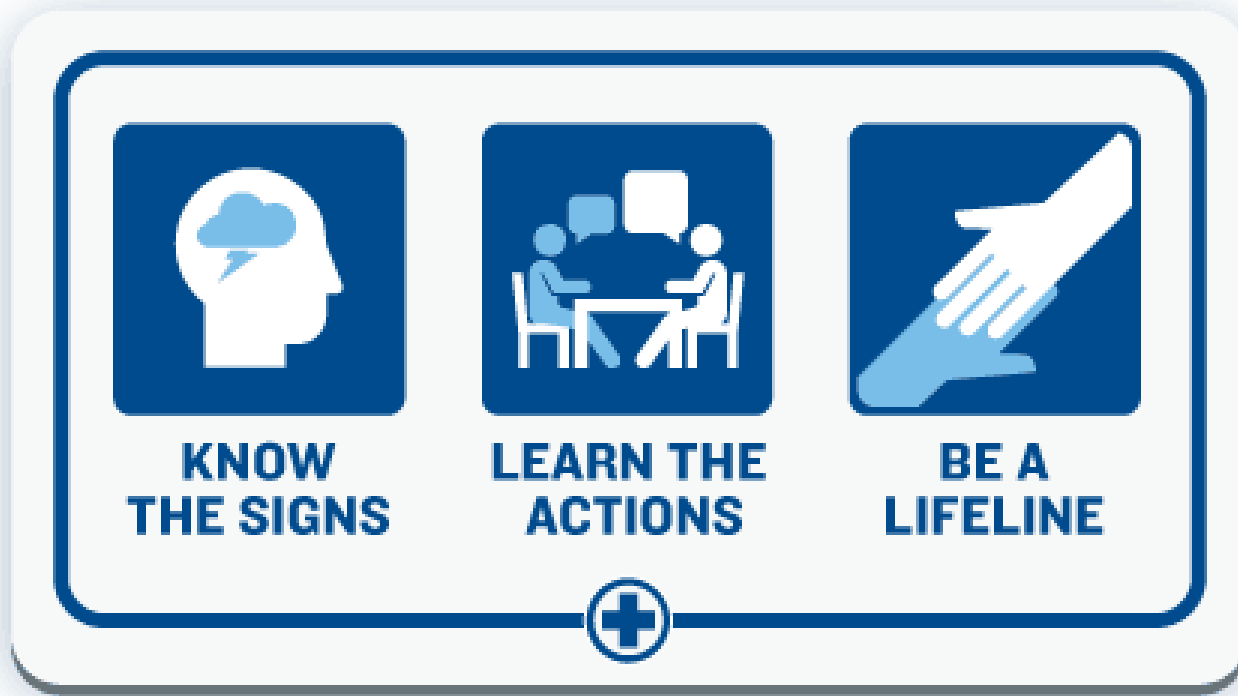 KNOW
THE SIGNS
LEARN THE
ACTIONS
BE A
LIFELINE